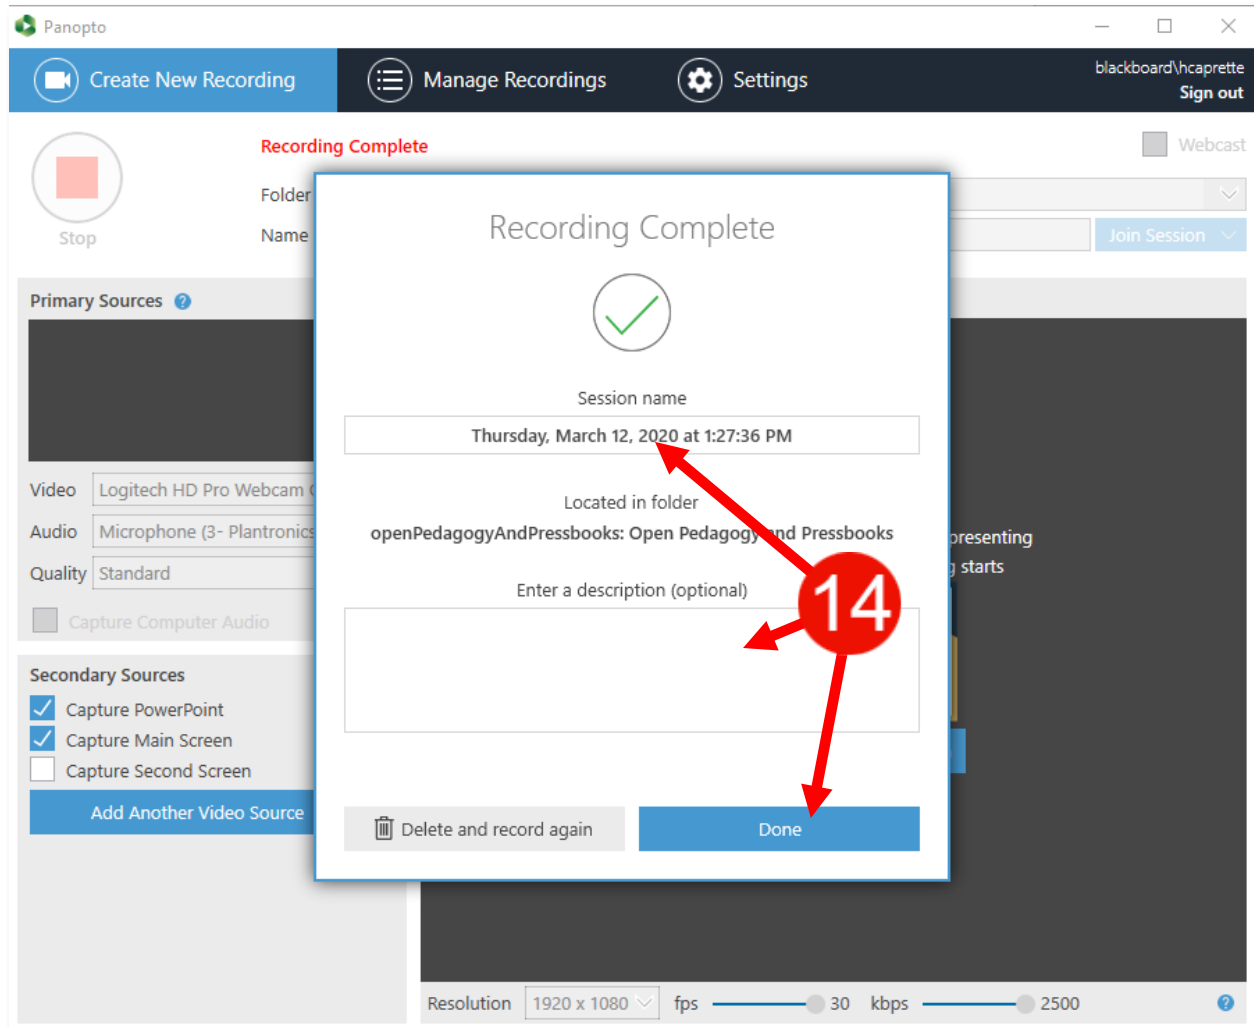 Panopto
Create New Recording
Manage Recordings
Settings
blackboard\hcaprette
Sign out
Recording Complete
Webcast
Stop
Folder
Name
Join Session
Recording Complete
Session name
Thursday, March 12, 2020 at 1:27:36 PM
Located in folder
openPedagogyAndPressbooks: Open Pedagogy and Pressbooks
Enter a description (optional)
14
Delete and record again
Done
Primary Sources
Video Logitech HD Pro Webcam
Audio Microphone (3- Plantronics
Quality Standard
Capture Computer Audio
Secondary Sources
Capture PowerPoint
Capture Main Screen
Capture Second Screen
Add Another Video Source
presenting
starts
Resolution 1920 x 1080 fps 30 kbps 2500